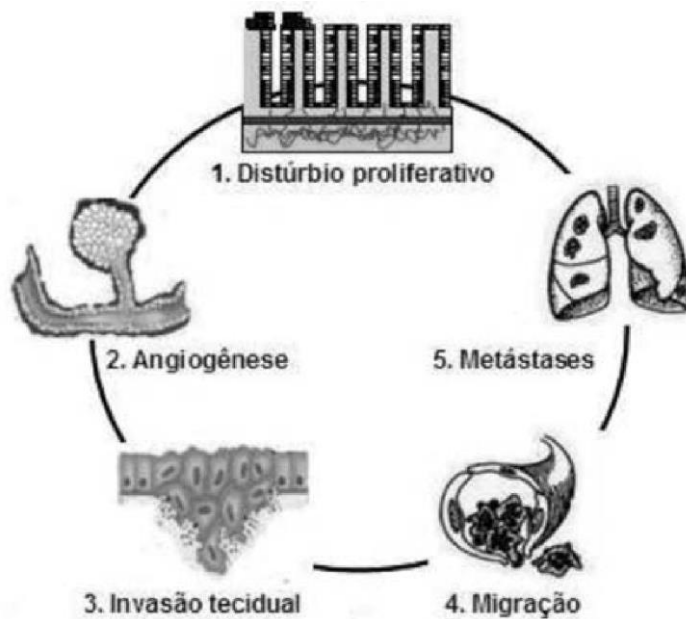 1. Distúrbio proliferativo
2. Angiogênese
5. Metástases
3. Invasão tecidual
4. Migração